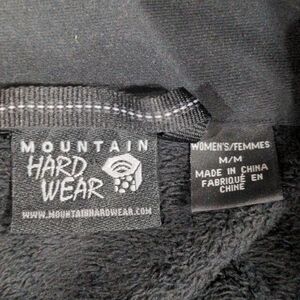 MOUNTAIN
HARD
WEAR
WWW.MOUNTAINHARDWEAR.COM
WOMEN'S/FEMMES
M/M
MADE IN CHINA
FABRIQUÉ EN
CHINE